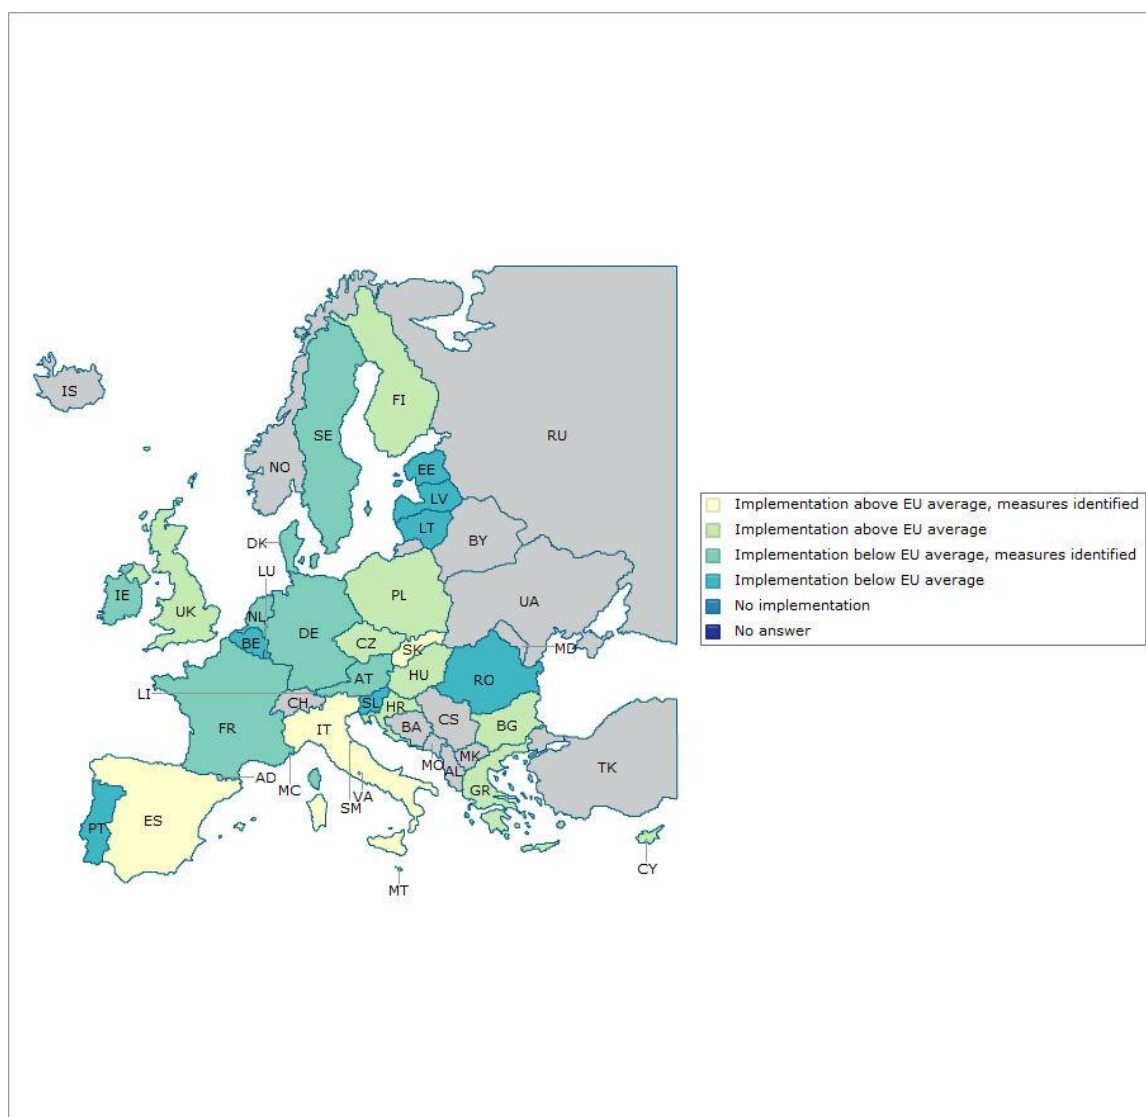 IS
FI
SE
RU
NO
EE
LV
LT
DK
BY
LU
IE
UK
NL
PL
UA
DE
BE
CZ
SK
MD
AT
HU
RO
LI
CH
SL
HR
FR
IT
BA
CS
BG
MO
MK
AL
TK
AD
MC
SM
VA
GR
PT
ES
CY
MT
Implementation above EU average, measures identified
Implementation above EU average
Implementation below EU average, measures identified
Implementation below EU average
No implementation
No answer